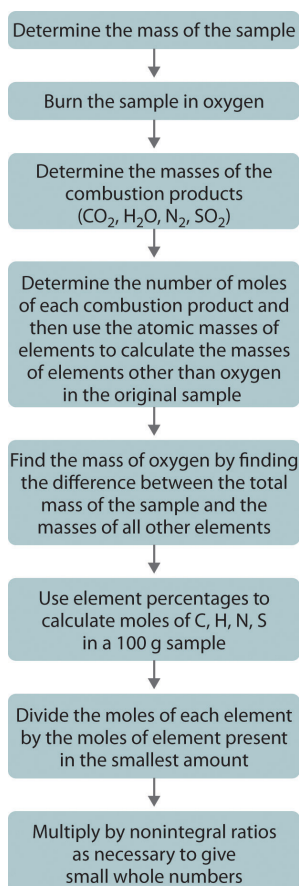 Determine the mass of the sample
Burn the sample in oxygen
Determine the masses of the
combustion products
(CO₂, H₂O, N₂, SO₂)
Determine the number of moles
of each combustion product and
then use the atomic masses of
elements to calculate the masses
of elements other than oxygen
in the original sample
Find the mass of oxygen by finding
the difference between the total
mass of the sample and the
masses of all other elements
Use element percentages to
calculate moles of C, H, N, S
in a 100 g sample
Divide the moles of each element
by the moles of element present
in the smallest amount
Multiply by nonintegral ratios
as necessary to give
small whole numbers